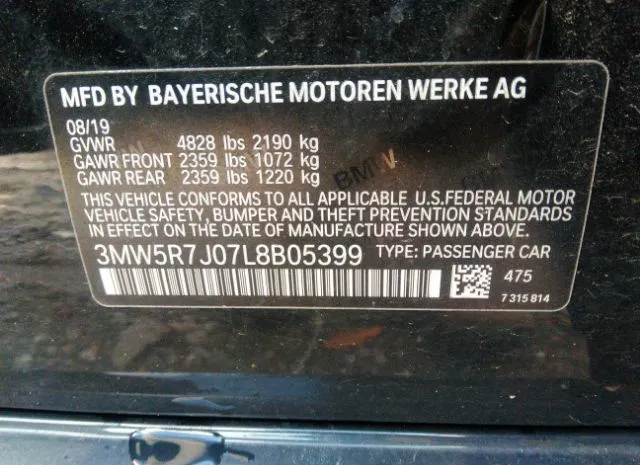 MFD BY BAYERISCHE MOTOREN WERKE AG
08/19
GVWR 4828 lbs 2190 kg
GAWR FRONT 2359 lbs 1072 kg
GAWR REAR 2359 lbs 1220 kg
THIS VEHICLE CONFORMS TO ALL APPLICABLE U.S.FEDERAL MOTOR
VEHICLE SAFETY, BUMPER AND THEFT PREVENTION STANDARDS
IN EFFECT ON THE DATE OF MANUFACTURE SHOWN ABOVE.
3MW5R7J07L8B05399 TYPE: PASSENGER CAR
475
7 315 814
BMW